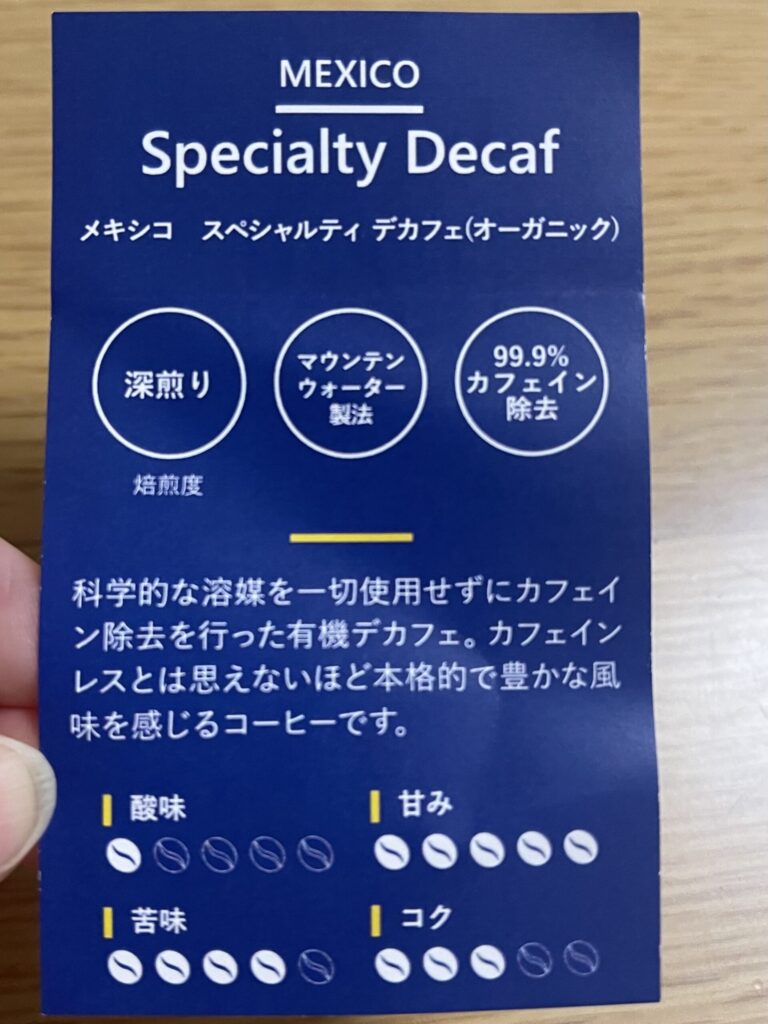 MEXICO
Specialty Decaf
メキシコ　スペシャルティ デカフェ(オーガニック)
深煎り
焙煎度
マウンテン
ウォーター
製法
99.9%
カフェイン
除去
科学的な溶媒を一切使用せずにカフェイ
ン除去を行った有機デカフェ。カフェイン
レスとは思えないほど本格的で豊かな風
味を感じるコーヒーです。
酸味
甘み
苦味
コク